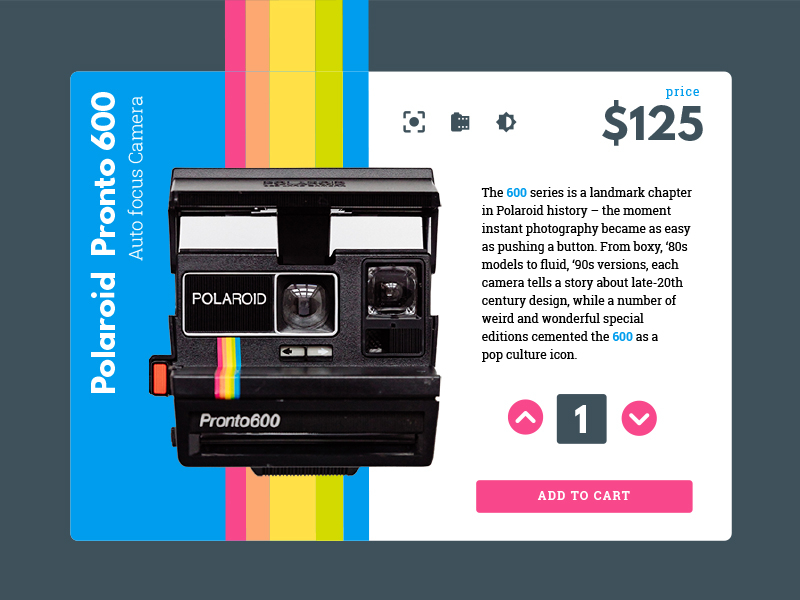 Polaroid Pronto 600
Auto focus Camera
price
$125
The 600 series is a landmark chapter
in Polaroid history – the moment
instant photography became as easy
as pushing a button. From boxy, ‘80s
models to fluid, ‘90s versions, each
camera tells a story about late-20th
century design, while a number of
weird and wonderful special
editions cemented the 600 as a
pop culture icon.
POLAROID
POLAROID
Pronto600
1
ADD TO CART